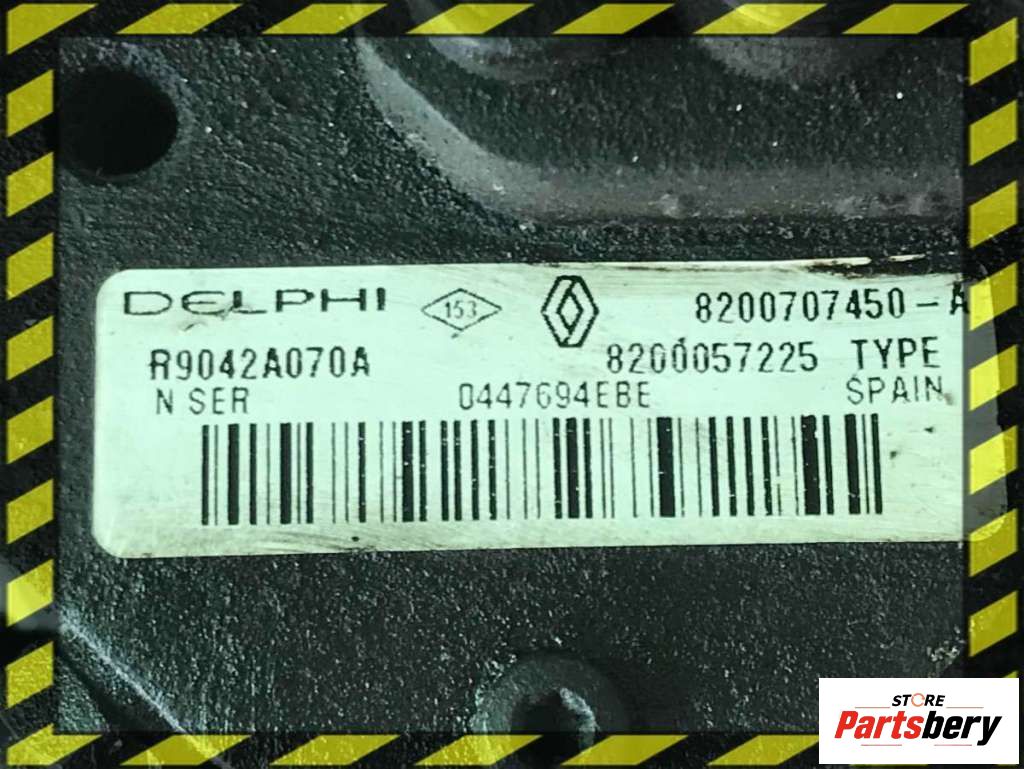 DELPHI 153 8200707450-A
R9042A070A 8200057225 TYPE
N SER 0447694EBE SPAIN
STORE
Partsbery